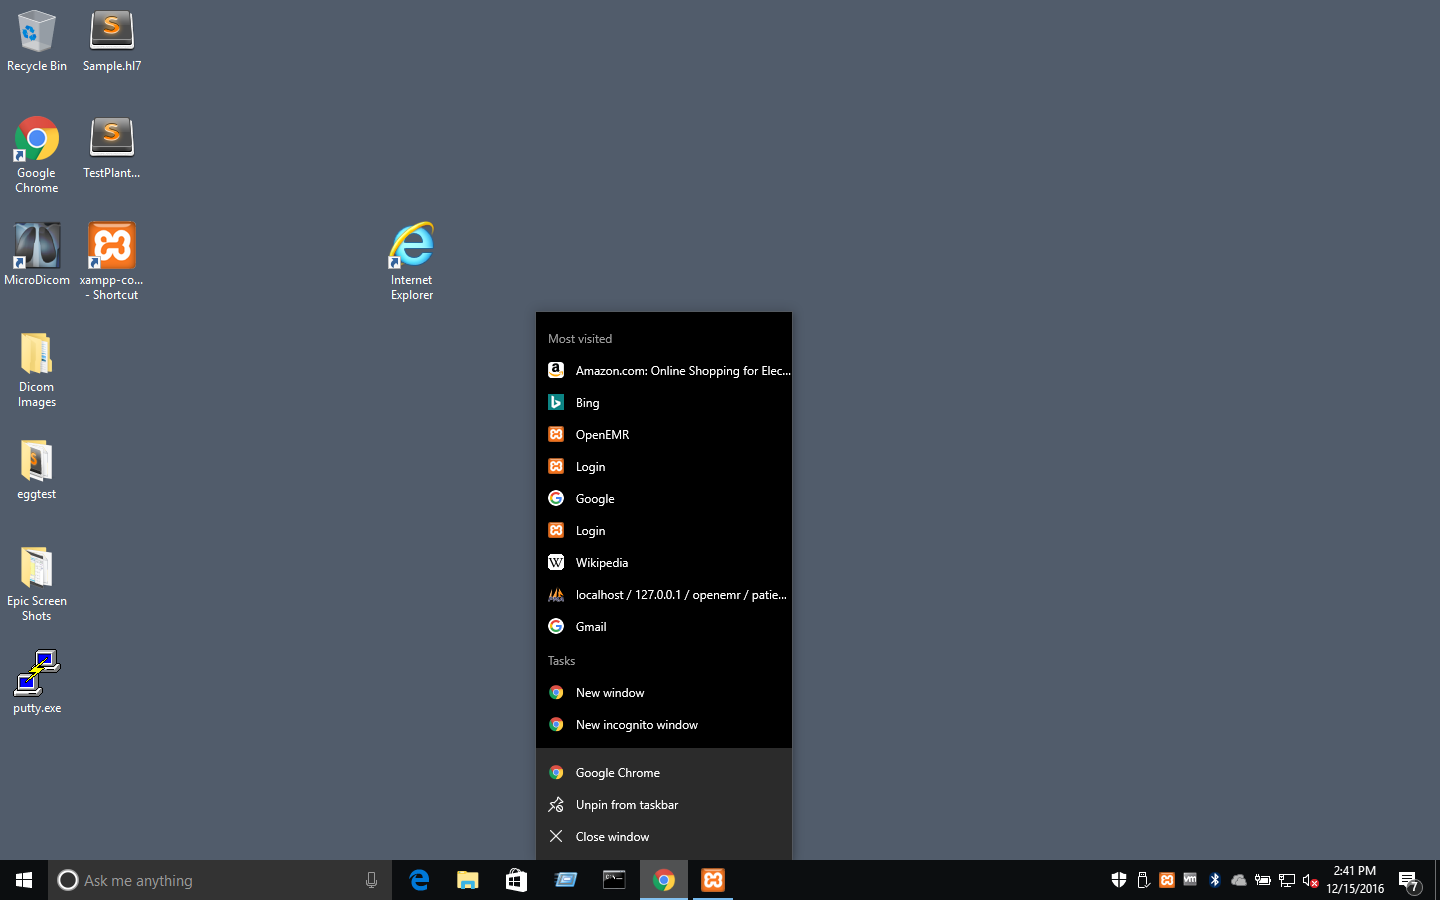 Recycle Bin
Sample.hl7
Google
Chrome
TestPlant...
MicroDicom
xampp-co...
- Shortcut
Internet
Explorer
Dicom
Images
eggtest
Epic Screen
Shots
putty.exe
Most visited
Amazon.com: Online Shopping for Elec...
Bing
OpenEMR
Login
Google
Login
Wikipedia
localhost / 127.0.0.1 / openemr / patie...
Gmail
Tasks
New window
New incognito window
Google Chrome
Unpin from taskbar
Close window
Ask me anything
2:41 PM
12/15/2016
7